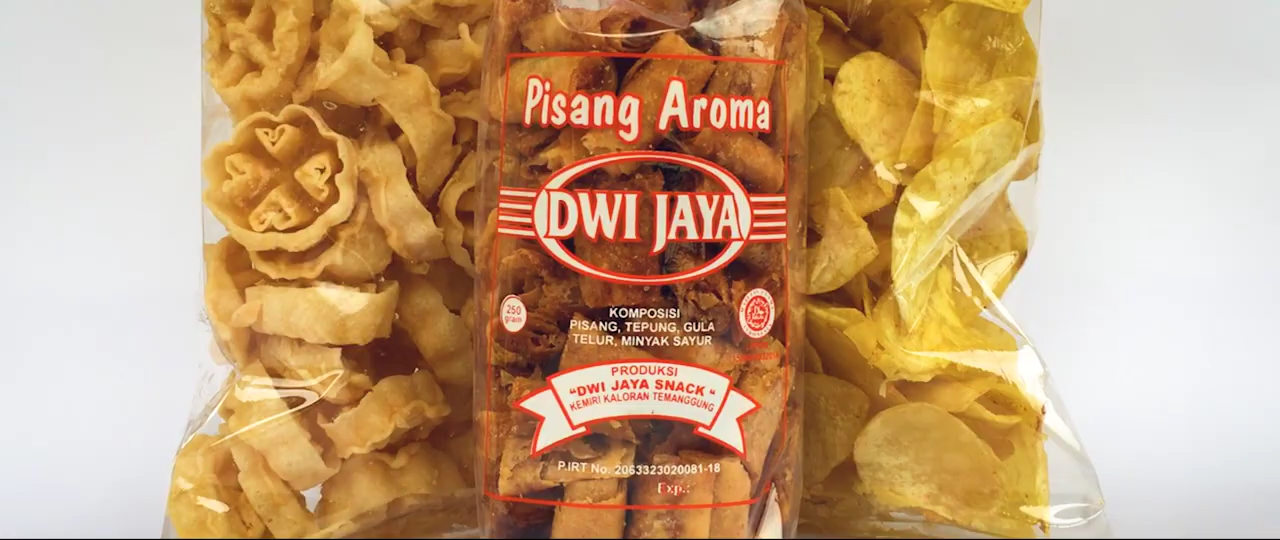 Pisang Aroma
DWI JAYA
250
gram
KOMPOSISI
PISANG, TEPUNG, GULA
TELUR, MINYAK SAYUR
PRODUKSI
"DWI JAYA SNACK "
KEMIRI KALORAN TEMANGGUNG
P.IRT No. 2063323020081-18
Exp.: